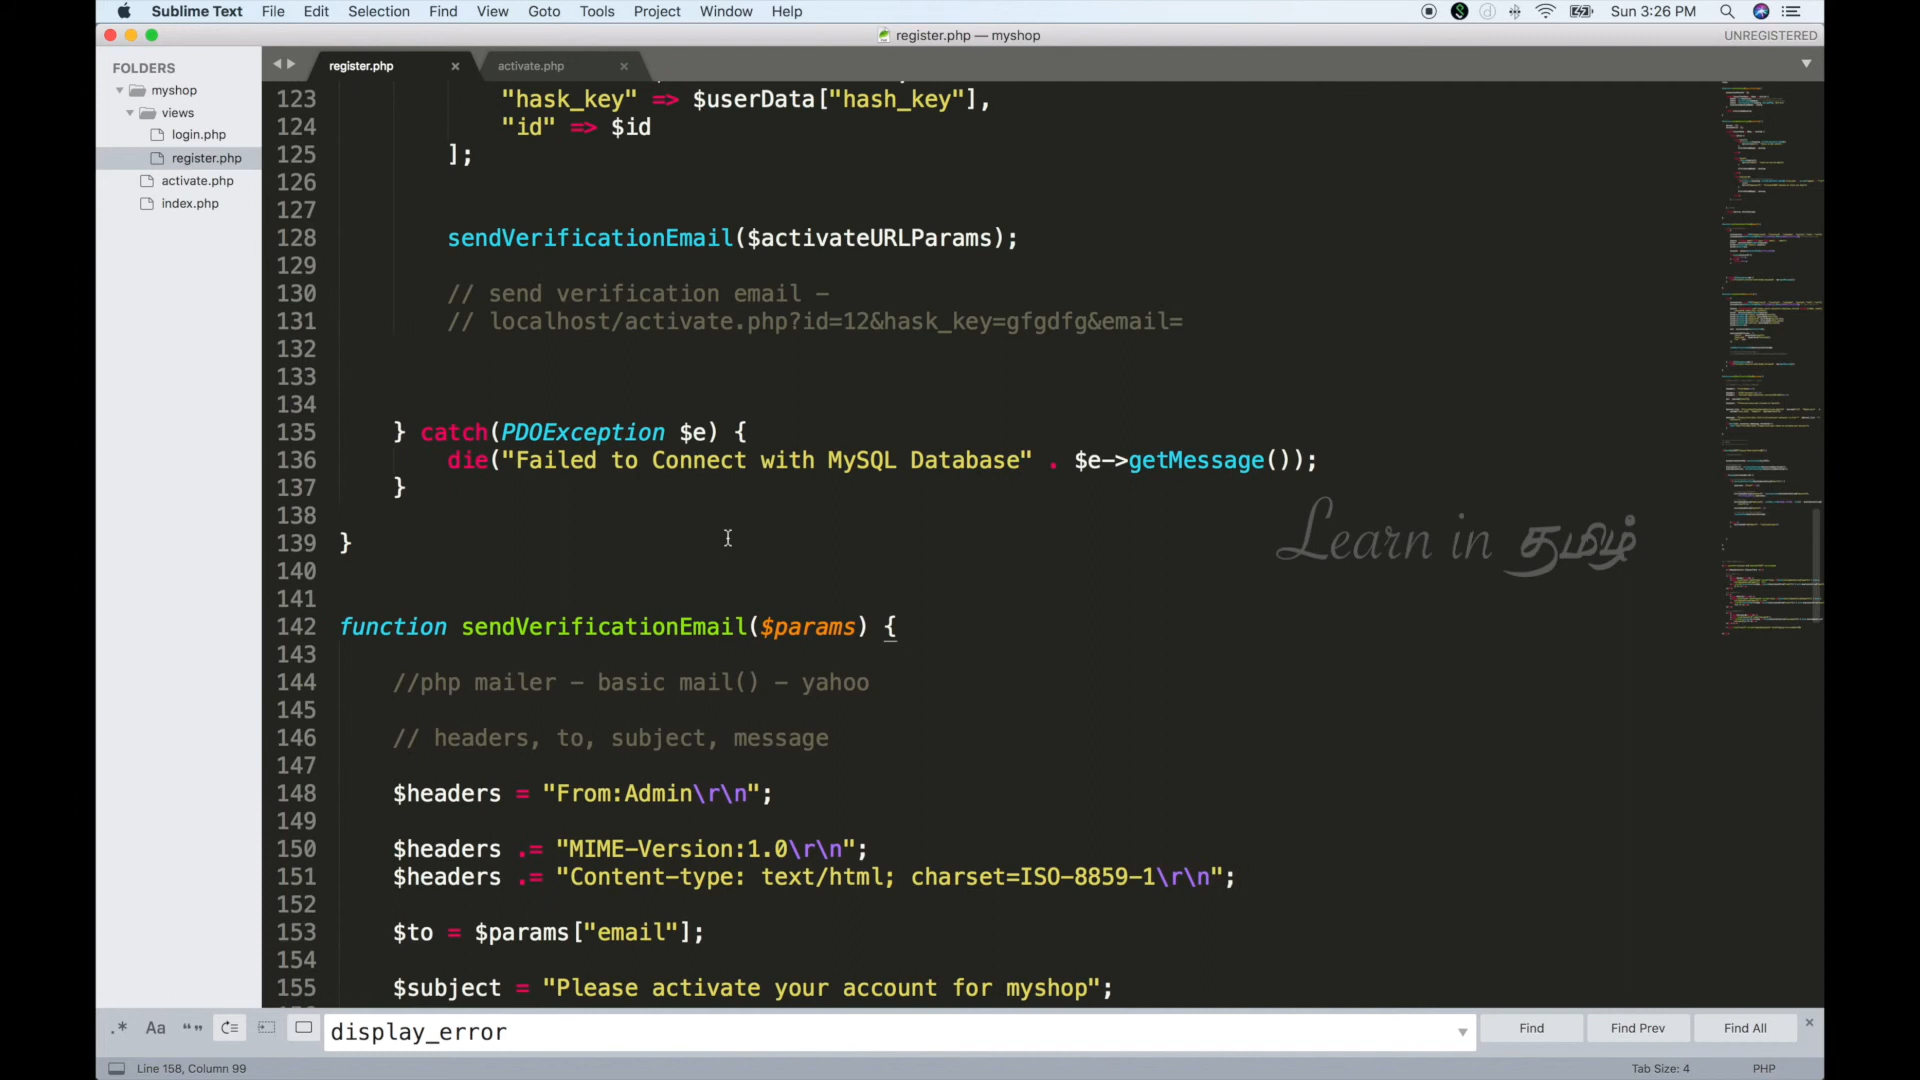 Sublime Text File Edit Selection Find View Goto Tools Project Window Help Sun 3:26 PM
register.php — myshop UNREGISTERED
FOLDERS
myshop
views
login.php
register.php
activate.php
index.php
register.php activate.php
123 "hask_key" => $userData["hash_key"],
124 "id" => $id
125 ];
126
127
128 sendVerificationEmail($activateURLParams);
129
130 // send verification email -
131 // localhost/activate.php?id=12&hask_key=gfgdfg&email=
132
133
134
135 } catch(PDOException $e) {
136 die("Failed to Connect with MySQL Database" . $e->getMessage());
137 }
138
139 }
140
141
142 function sendVerificationEmail($params) {
143
144 //php mailer - basic mail() - yahoo
145
146 // headers, to, subject, message
147
148 $headers = "From:Admin\r\n";
149
150 $headers .= "MIME-Version:1.0\r\n";
151 $headers .= "Content-type: text/html; charset=ISO-8859-1\r\n";
152
153 $to = $params["email"];
154
155 $subject = "Please activate your account for myshop";
Learn in தமிழ்
.* Aa “” display_error Find Find Prev Find All
Line 158, Column 99 Tab Size: 4 PHP